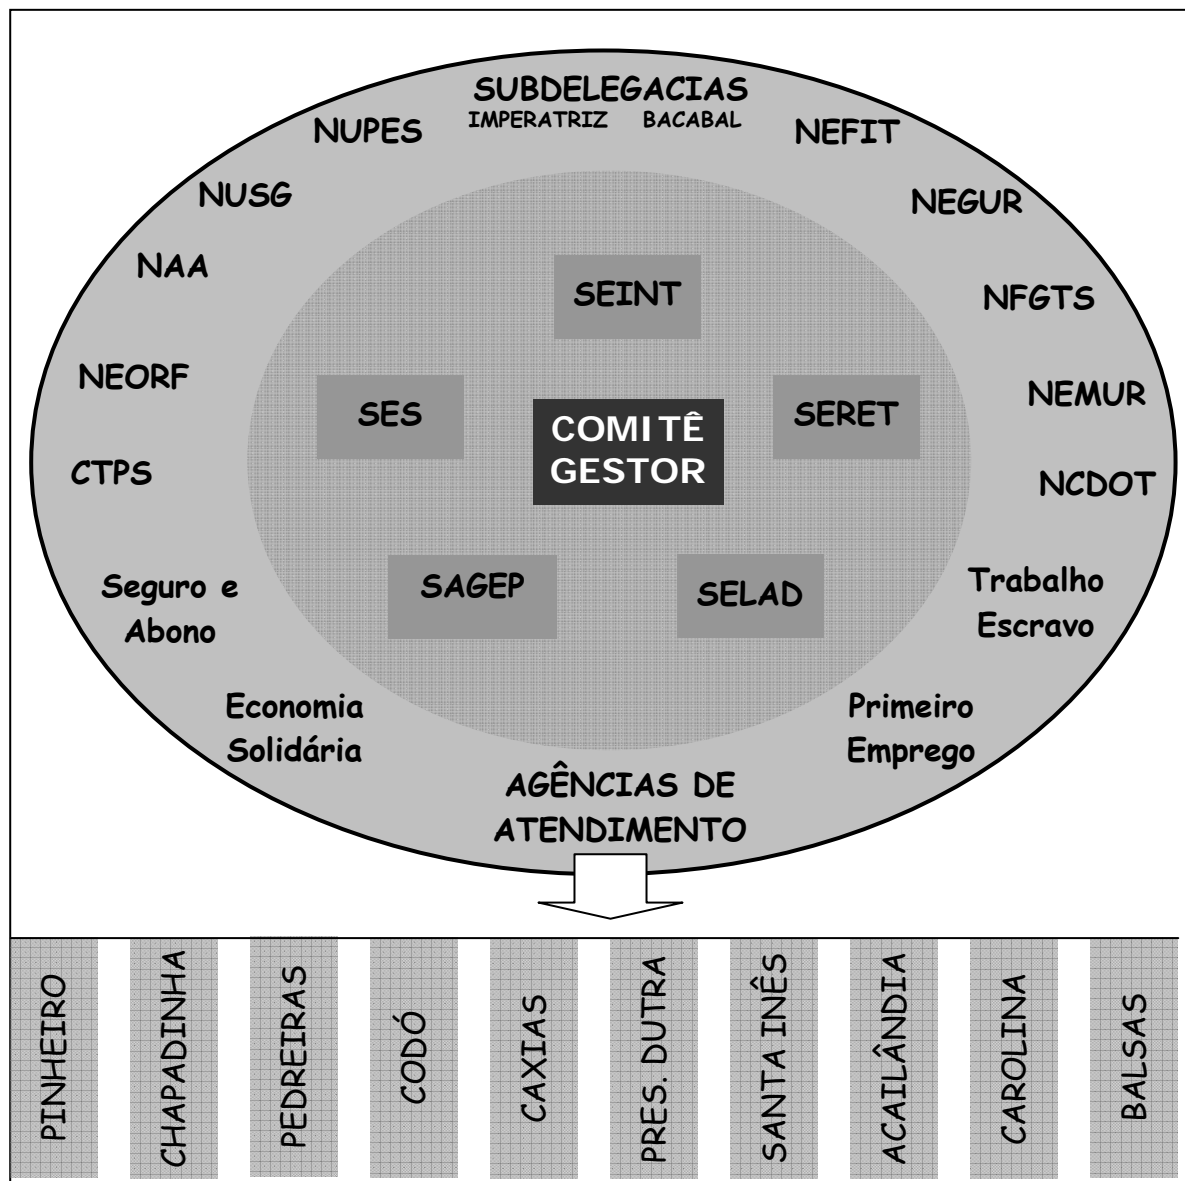 SUBDELEGACIAS
IMPERATRIZ BACABAL
NUPES
NEFIT
NUSG
NEGUR
NAA
NFGTS
NEORF
NEMUR
CTPS
NCDOT
Seguro e
Abono
Trabalho
Escravo
Economia
Solidária
Primeiro
Emprego
AGÊNCIAS DE
ATENDIMENTO
SEINT
SES
SERET
COMITÊ
GESTOR
SAGEP
SELAD
PINHEIRO
CHAPADINHA
PEDREIRAS
CODÓ
CAXIAS
PRES. DUTRA
SANTA INÊS
ACAILÂNDIA
CAROLINA
BALSAS